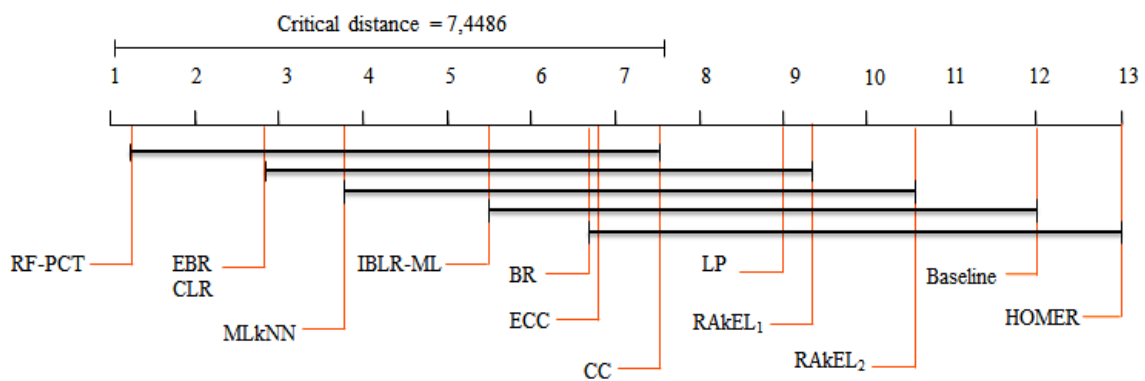 Critical distance = 7,4486
1 2 3 4 5 6 7 8 9 10 11 12 13
RF-PCT
EBR
CLR
MLkNN
IBLR-ML
BR
ECC
CC
LP
RAkEL₁
RAkEL₂
Baseline
HOMER